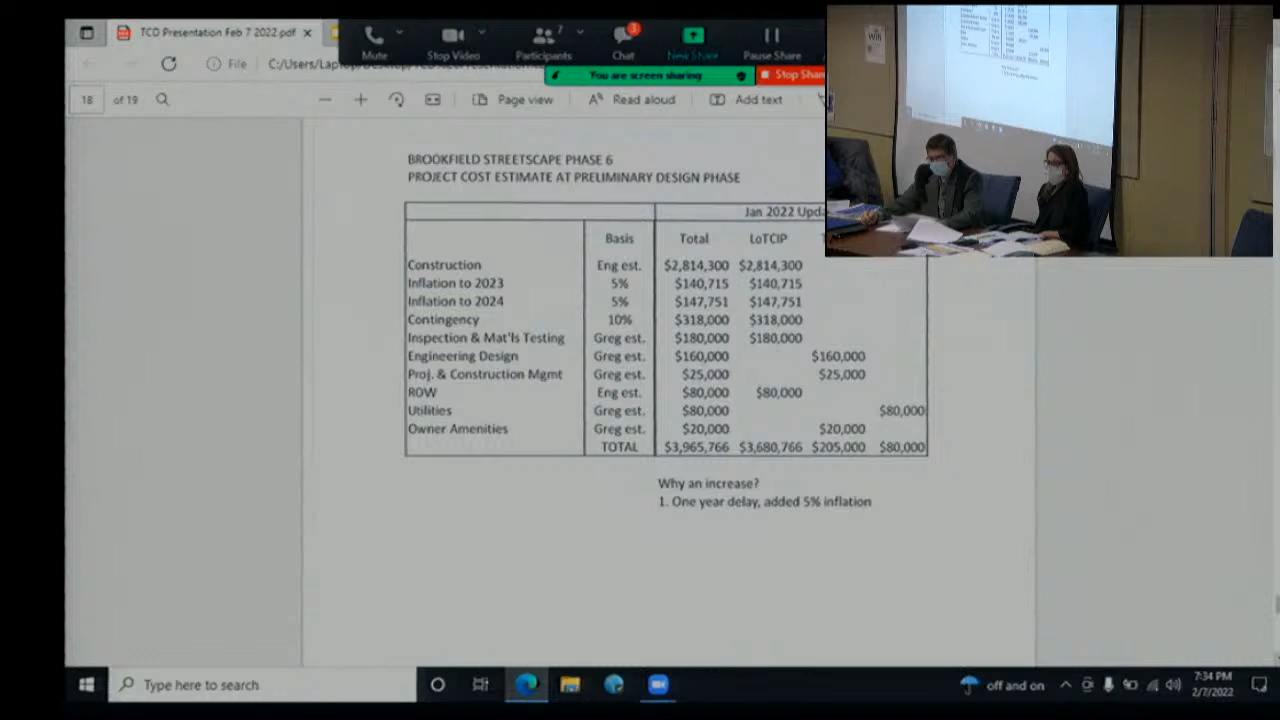 TCD Presentation Feb 7 2022.pdf ×
Mute Stop Video Participants 7 Chat 3 New Share Pause Share
File C:/Users/
You are screen sharing Stop
18 of 19 Page view Read aloud Add text
BROOKFIELD STREETSCAPE PHASE 6
PROJECT COST ESTIMATE AT PRELIMINARY DESIGN PHASE
Jan 2022
Basis Total LoTCIP
Construction Eng est. $2,814,300 $2,814,300
Inflation to 2023 5% $140,715 $140,715
Inflation to 2024 5% $147,751 $147,751
Contingency 10% $318,000 $318,000
Inspection & Mat'ls Testing Greg est. $180,000 $180,000
Engineering Design Greg est. $160,000 $160,000
Proj. & Construction Mgmt Greg est. $25,000 $25,000
ROW Eng est. $80,000 $80,000
Utilities Greg est. $80,000 $80,000
Owner Amenities Greg est. $20,000 $20,000
TOTAL $3,965,766 $3,680,766 $205,000 $80,000
Why an increase?
1. One year delay, added 5% inflation
Type here to search
off and on
7:34 PM
2/7/2022